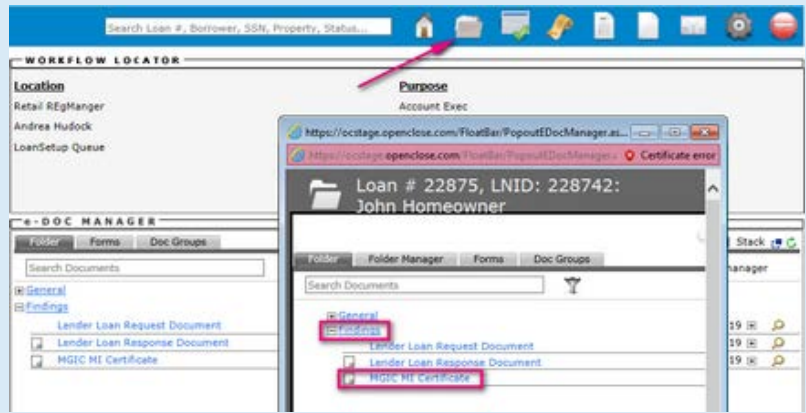 Search Loan #, Borrower, SSN, Property, Status...
WORKFLOW LOCATOR
Location
Purpose
Retail REgManger
Account Exec
Andrea Hudock
LoanSetup Queue
https://ocstage.openclose.com/FloatBar/PopoutEDocManager.as...
https://ocstage.openclose.com/FloatBar/PopoutEDocManager.
Certificate error
Loan # 22875, LNID: 228742:
John Homeowner
Folder Folder Manager Forms Doc Groups
Search Documents
General
Findings
Lender Loan Request Document
Lender Loan Response Document
MGIC MI Certificate
e-DOC MANAGER
Folder Forms Doc Groups
Stack
Search Documents
anager
General
Findings
Lender Loan Request Document
19
Lender Loan Response Document
19
MGIC MI Certificate
19